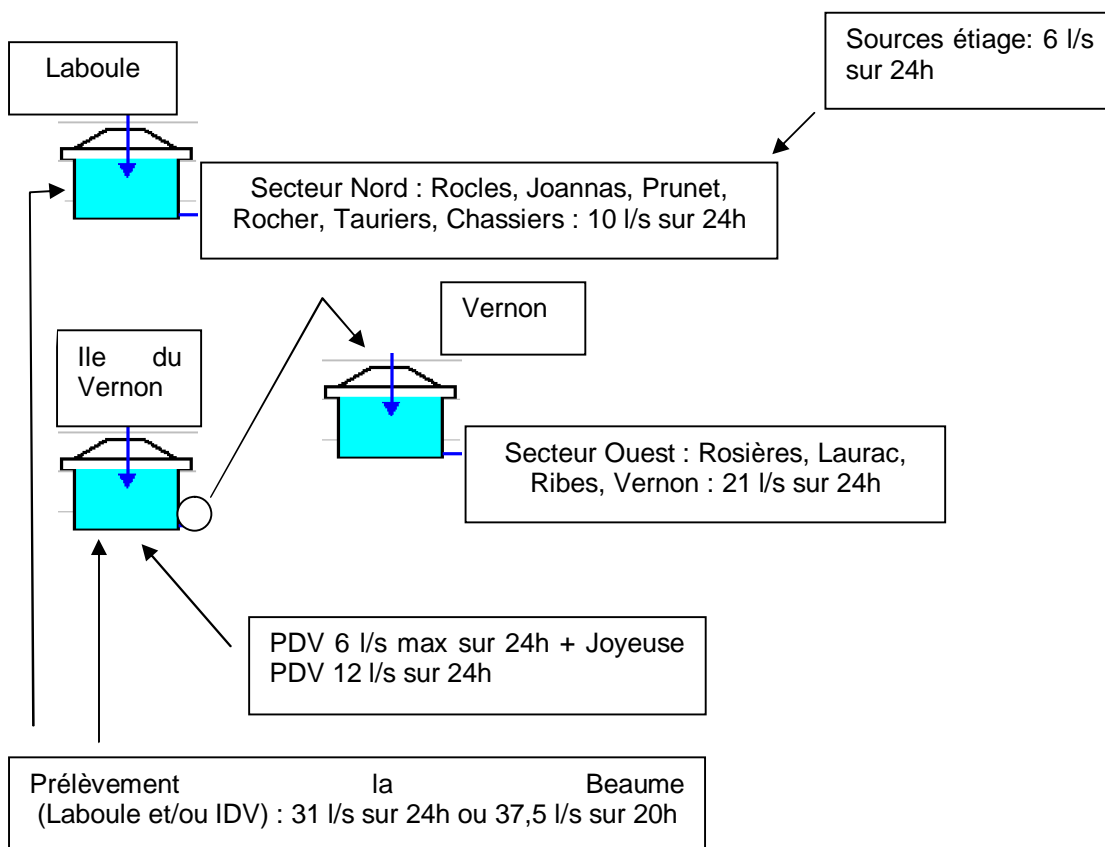 Sources étiage: 6 l/s
sur 24h
Laboule
Secteur Nord : Rocles, Joannas, Prunet,
Rocher, Tauriers, Chassiers : 10 l/s sur 24h
Vernon
Ile du
Vernon
Secteur Ouest : Rosières, Laurac,
Ribes, Vernon : 21 l/s sur 24h
PDV 6 l/s max sur 24h + Joyeuse
PDV 12 l/s sur 24h
Prélèvement la Beaume
(Laboule et/ou IDV) : 31 l/s sur 24h ou 37,5 l/s sur 20h